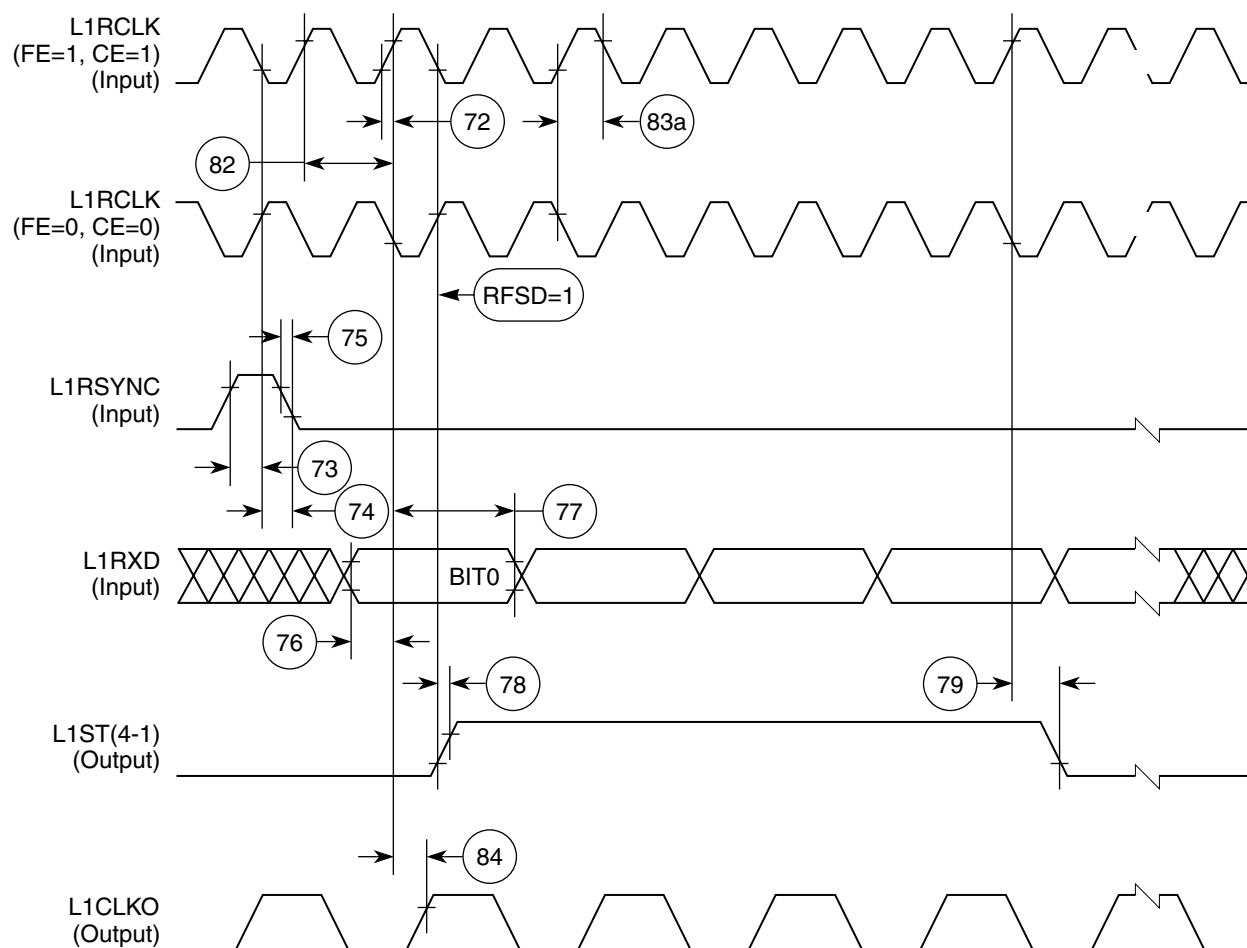 L1RCLK
(FE=1, CE=1)
(Input)
72
83a
82
L1RCLK
(FE=0, CE=0)
(Input)
RFSD=1
75
L1RSYNC
(Input)
73
74
77
L1RXD
(Input)
BIT0
76
78
79
L1ST(4-1)
(Output)
84
L1CLKO
(Output)